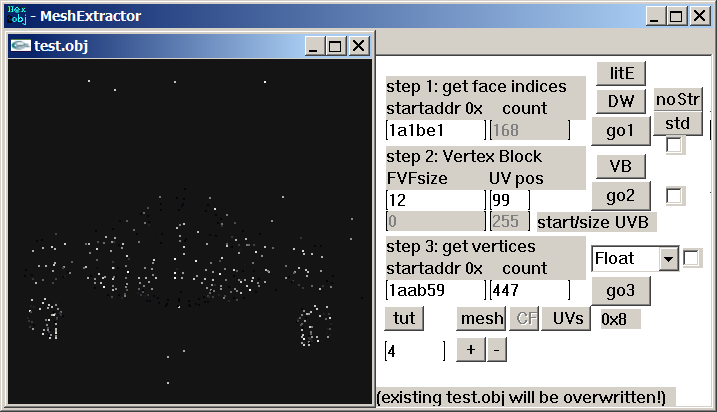 Hex obj - MeshExtractor
test.obj
litE
step 1: get face indices
DW
noStr
startaddr 0x count
std
1a1be1 168
go1
step 2: Vertex Block
VB
FVFsize UV pos
12 99
go2
0 255 start/size UVB
step 3: get vertices
Float
startaddr 0x count
1aab59 447
go3
tut mesh CF UVs 0x8
4 + -
(existing test.obj will be overwritten!)